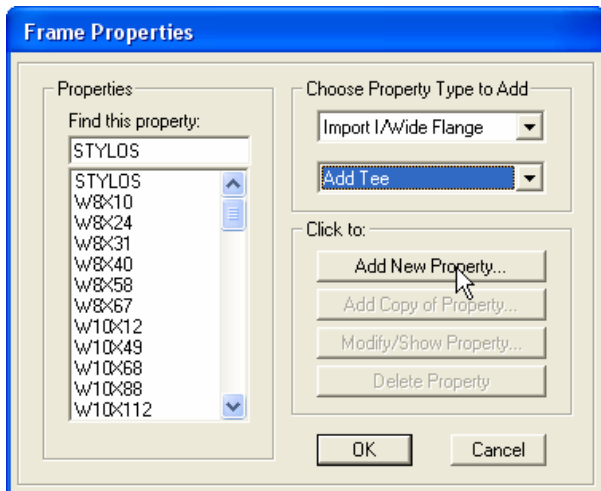 Frame Properties
Properties
Find this property:
STYLOS
STYLOS
W8X10
W8X24
W8X31
W8X40
W8X58
W8X67
W10X12
W10X49
W10X68
W10X88
W10X112
Choose Property Type to Add
Import I/Wide Flange
Add Tee
Click to:
Add New Property...
Add Copy of Property...
Modify/Show Property...
Delete Property
OK
Cancel